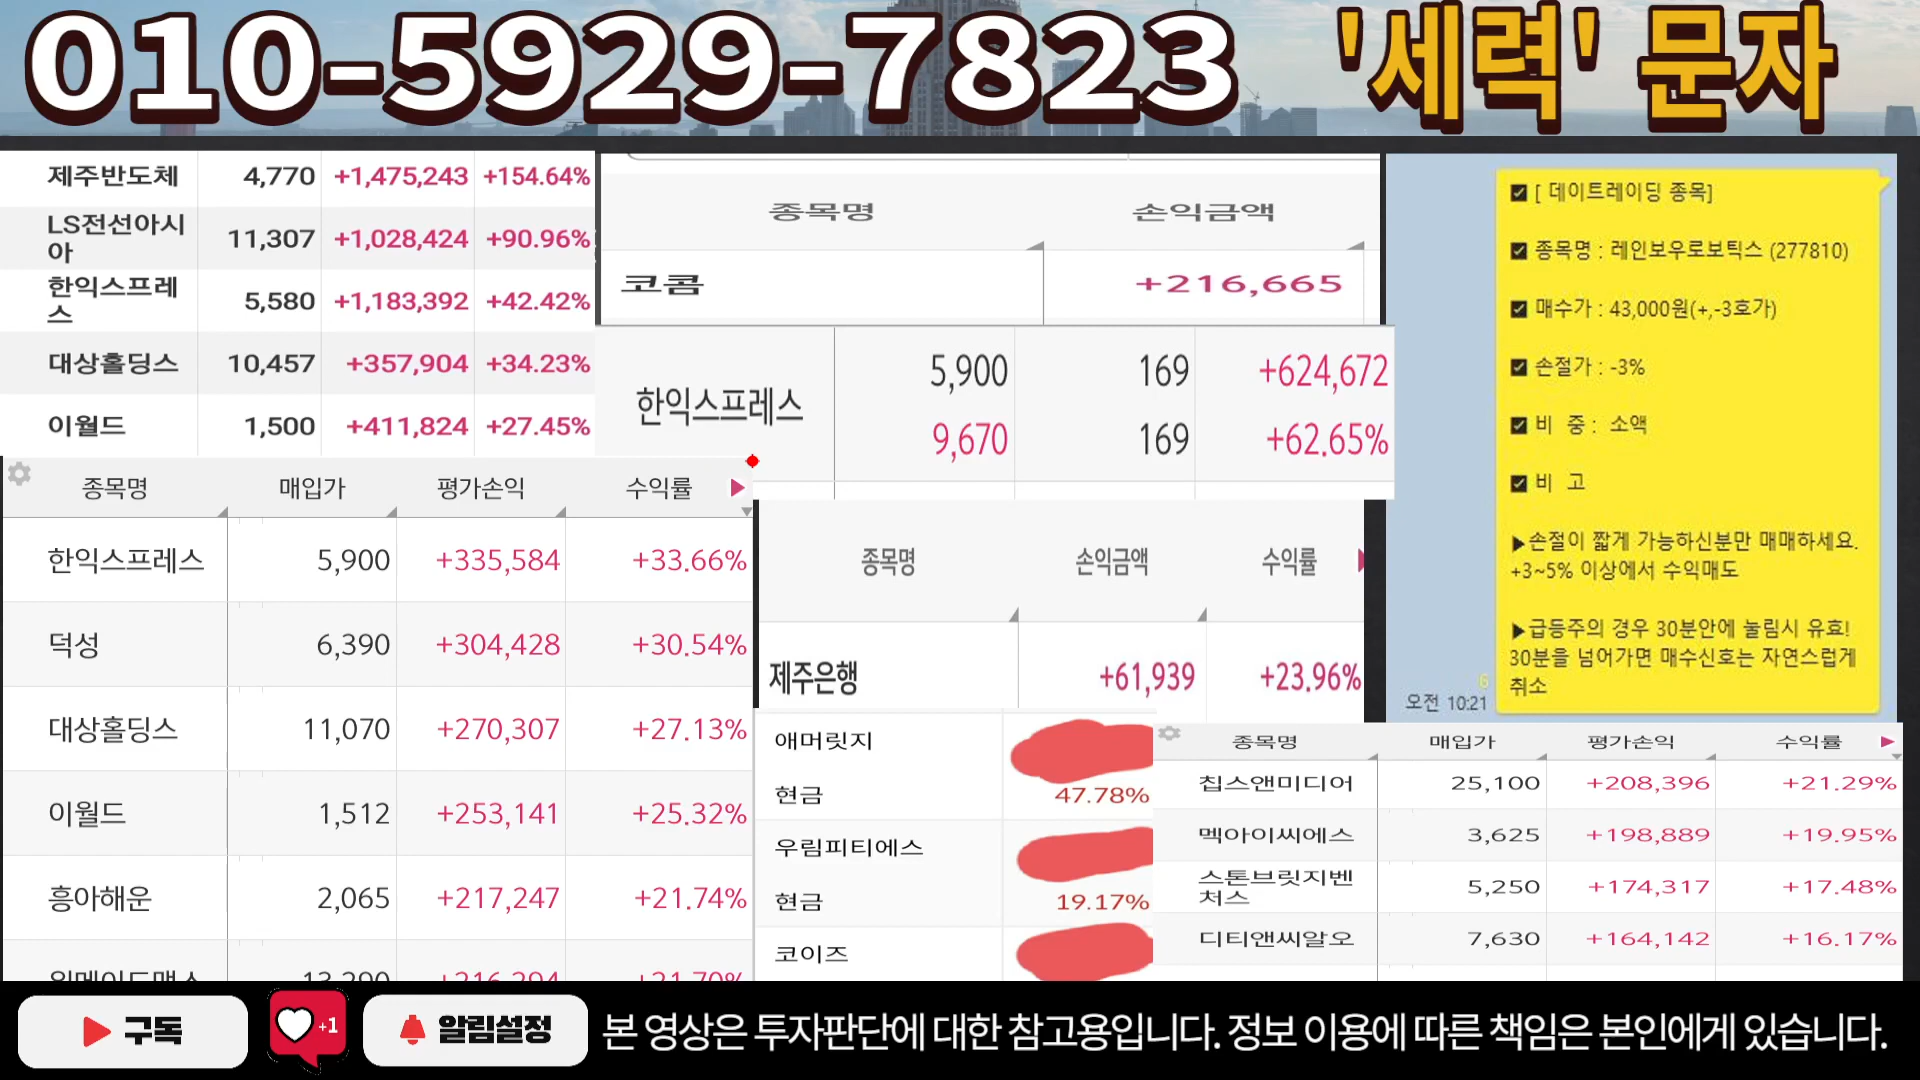 010-5929-7823 '세력' 문자
제주반도체 4,770 +1,475,243 +154.64%
LS전선아시아 11,307 +1,028,424 +90.96%
한익스프레스 5,580 +1,183,392 +42.42%
대상홀딩스 10,457 +357,904 +34.23%
이월드 1,500 +411,824 +27.45%
종목명 손익금액
코콤 +216,665
한익스프레스 5,900 169 +624,672
9,670 169 +62.65%
[ 데이트레이딩 종목]
종목명 : 레인보우로보틱스 (277810)
매수가 : 43,000원(+,-3호가)
손절가 : -3%
비 중 : 소액
비 고
▶손절이 짧게 가능하신분만 매매하세요.
+3~5% 이상에서 수익매도
▶급등주의 경우 30분안에 눌림시 유효!
30분을 넘어가면 매수신호는 자연스럽게
취소
6
오전 10:21
종목명 매입가 평가손익 수익률
한익스프레스 5,900 +335,584 +33.66%
덕성 6,390 +304,428 +30.54%
대상홀딩스 11,070 +270,307 +27.13%
이월드 1,512 +253,141 +25.32%
흥아해운 2,065 +217,247 +21.74%
종목명 손익금액 수익률
제주은행 +61,939 +23.96%
애머릿지
현금 47.78%
우림피티에스
현금 19.17%
코이즈
종목명 매입가 평가손익 수익률
칩스앤미디어 25,100 +208,396 +21.29%
멕아이씨에스 3,625 +198,889 +19.95%
스톤브릿지벤처스 5,250 +174,317 +17.48%
디티앤씨알오 7,630 +164,142 +16.17%
구독 +1 알림설정 본 영상은 투자판단에 대한 참고용입니다. 정보 이용에 따른 책임은 본인에게 있습니다.